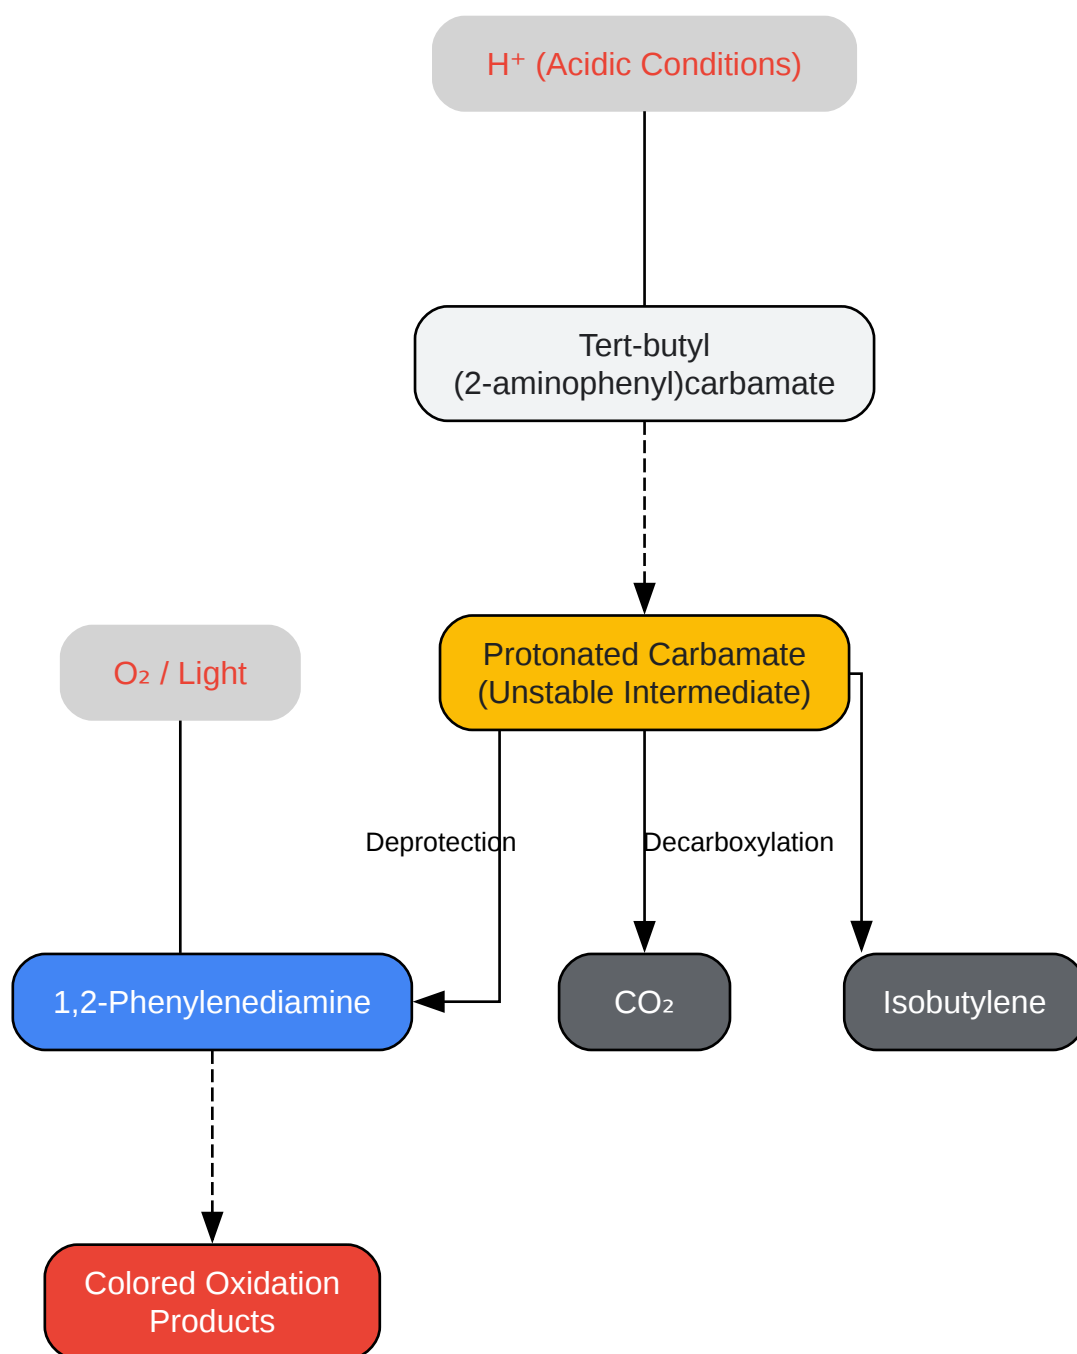 H⁺ (Acidic Conditions)
Tert-butyl
(2-aminophenyl)carbamate
Protonated Carbamate
(Unstable Intermediate)
O₂ / Light
Deprotection
Decarboxylation
1,2-Phenylenediamine
CO₂
Isobutylene
Colored Oxidation
Products